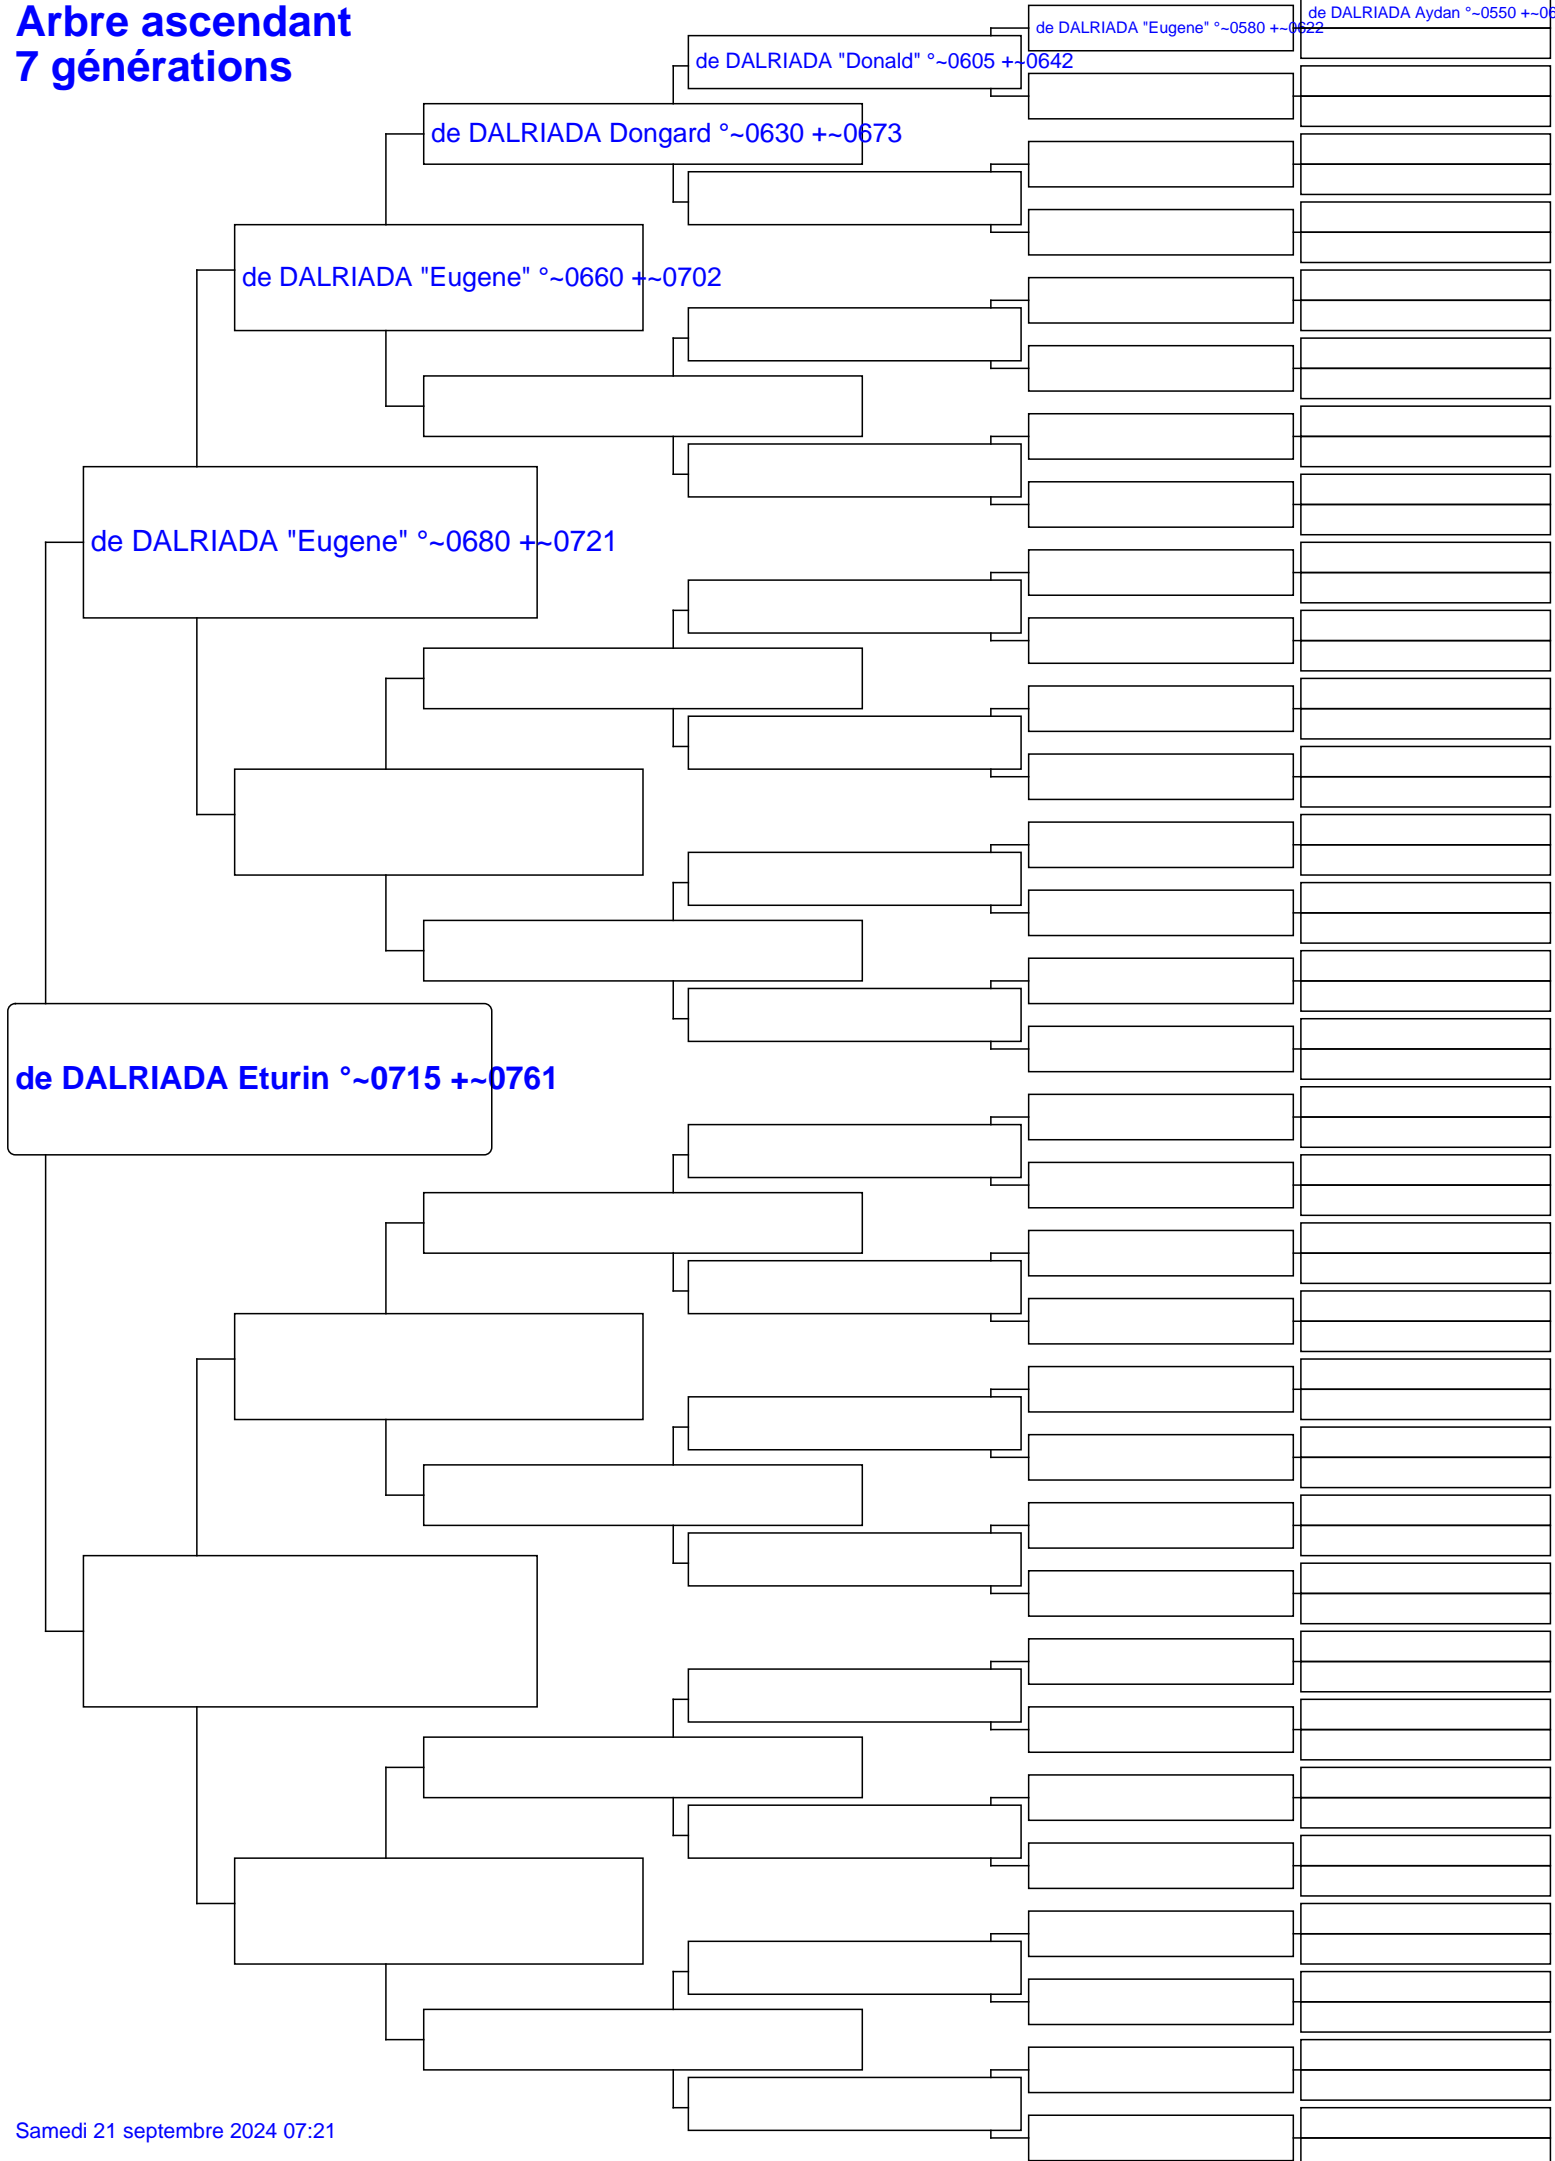 Arbre ascendant
7 générations
de DALRIADA Aydan °~0550 +~06
de DALRIADA "Eugene" °~0580 +~0622
de DALRIADA "Donald" °~0605 +~0642
de DALRIADA Dongard °~0630 +~0673
de DALRIADA "Eugene" °~0660 +~0702
de DALRIADA "Eugene" °~0680 +~0721
de DALRIADA Eturin °~0715 +~0761
Samedi 21 septembre 2024 07:21